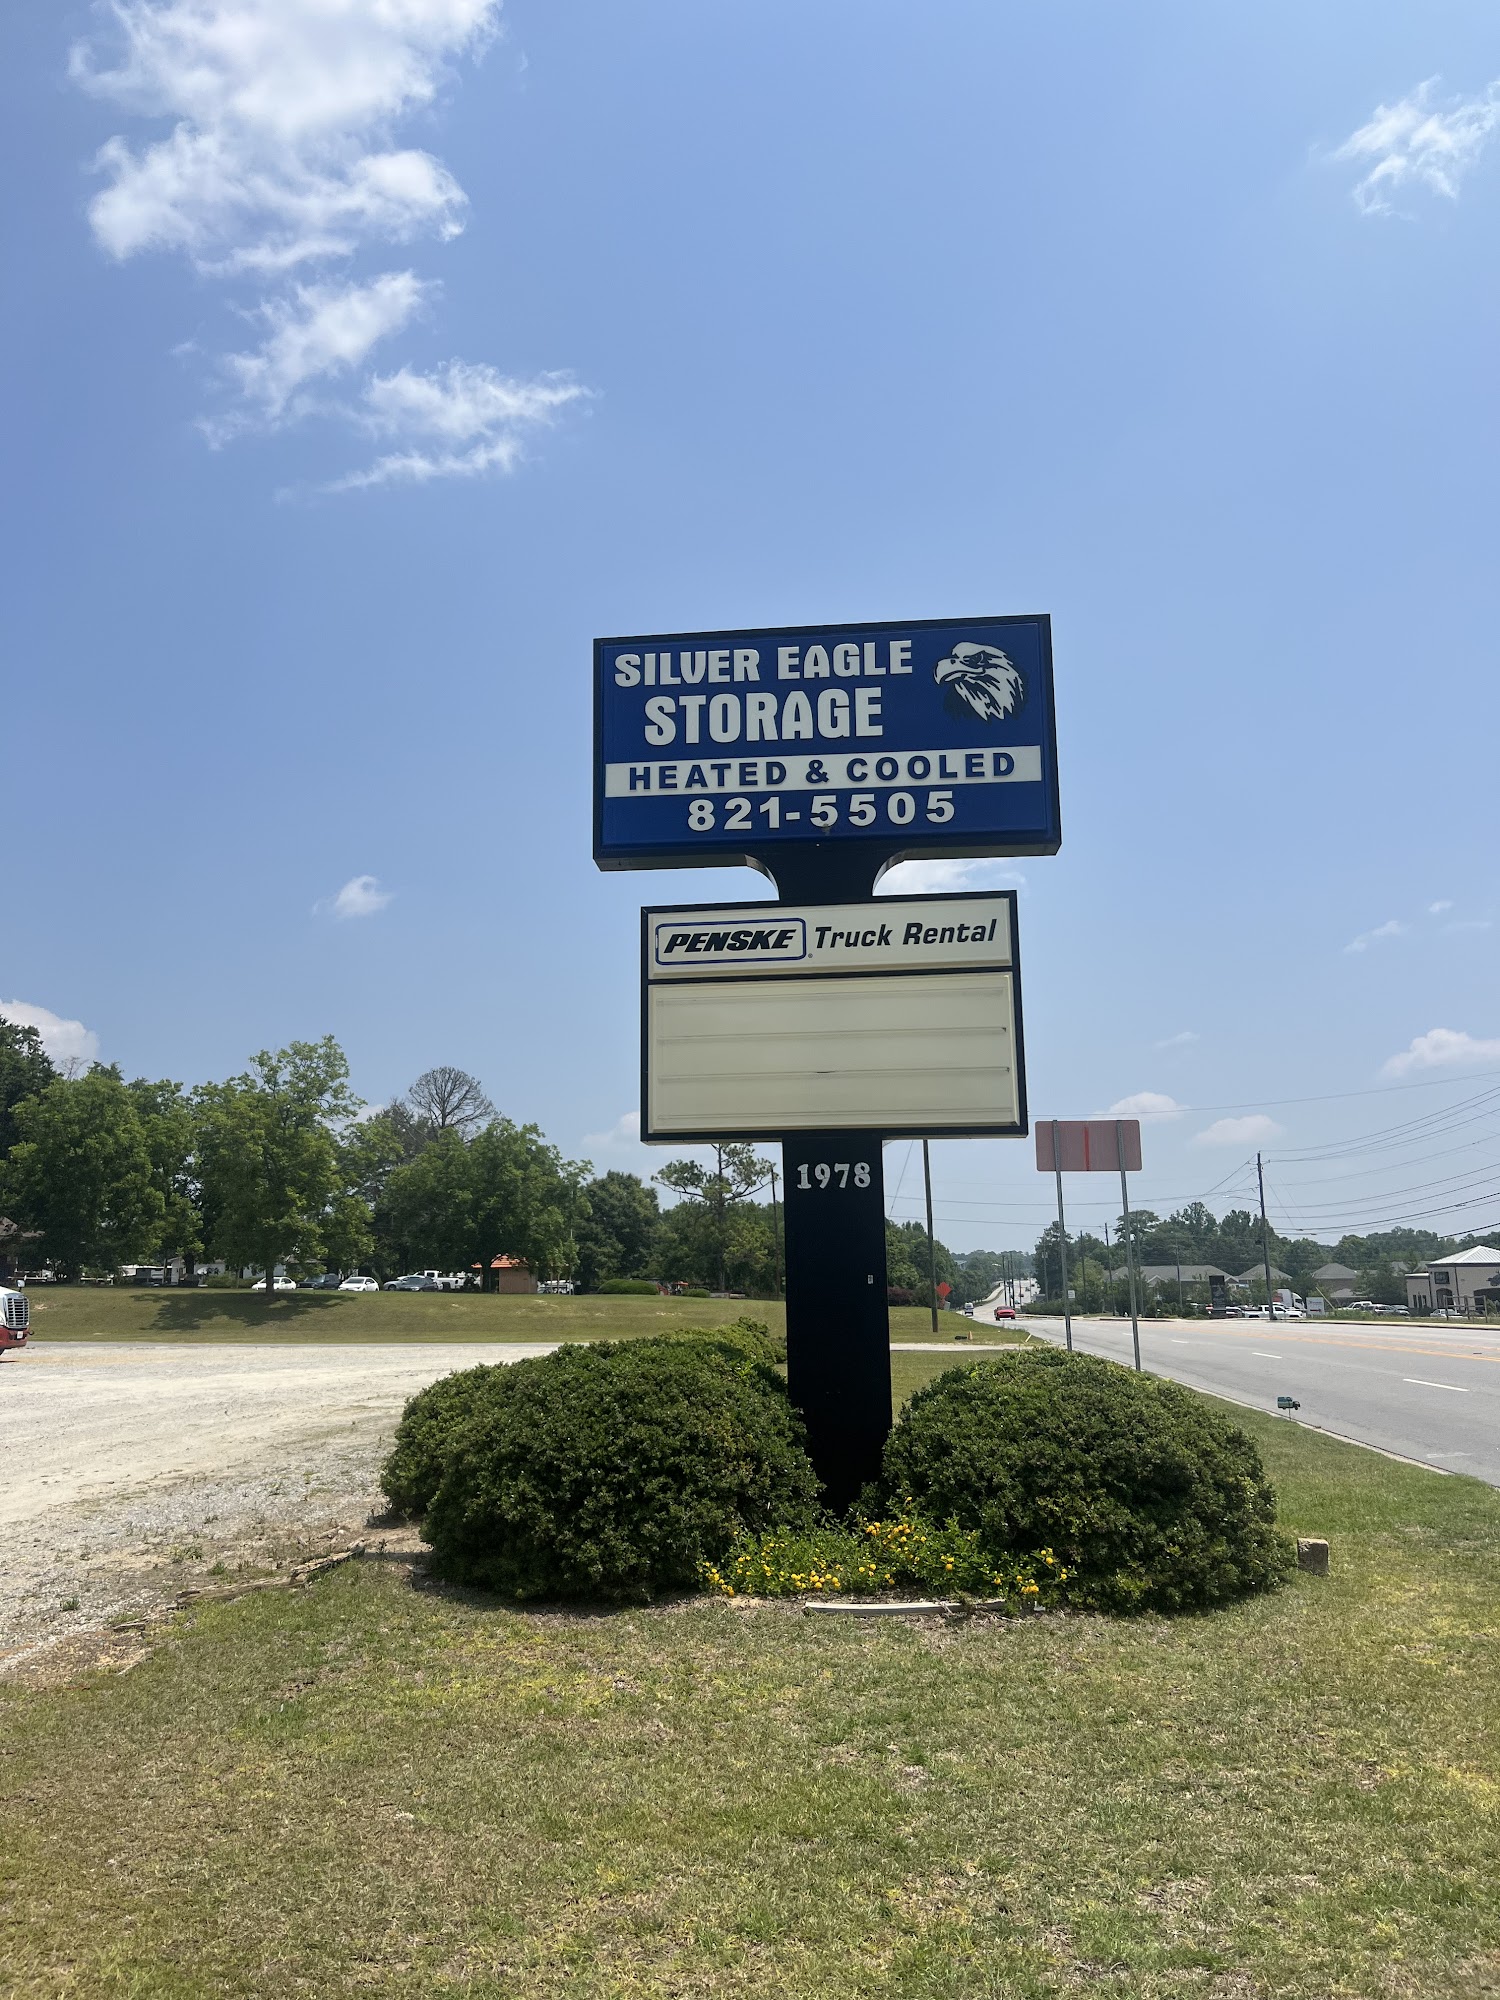 SILVER EAGLE
STORAGE
HEATED & COOLED
821-5505
PENSKE Truck Rental
1978